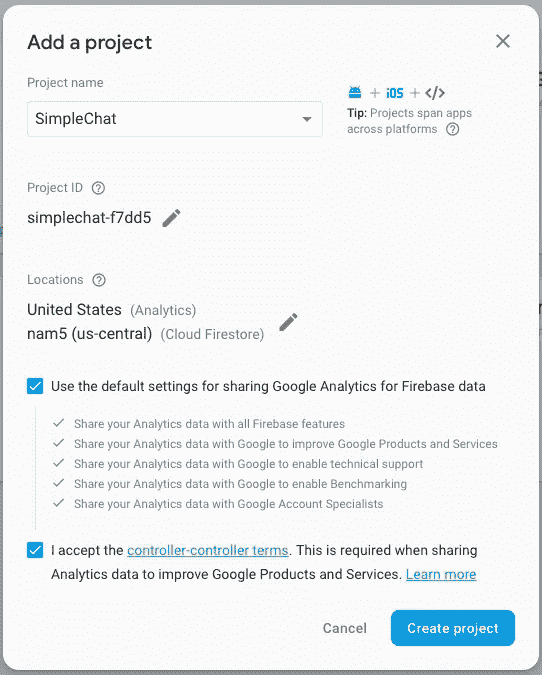 Add a project
Project name
SimpleChat
iOS + </>
Tip: Projects span apps
across platforms
Project ID
simplechat-f7dd5
Locations
United States (Analytics)
nam5 (us-central) (Cloud Firestore)
Use the default settings for sharing Google Analytics for Firebase data
Share your Analytics data with all Firebase features
Share your Analytics data with Google to improve Google Products and Services
Share your Analytics data with Google to enable technical support
Share your Analytics data with Google to enable Benchmarking
Share your Analytics data with Google Account Specialists
I accept the controller-controller terms. This is required when sharing
Analytics data to improve Google Products and Services. Learn more
Cancel
Create project